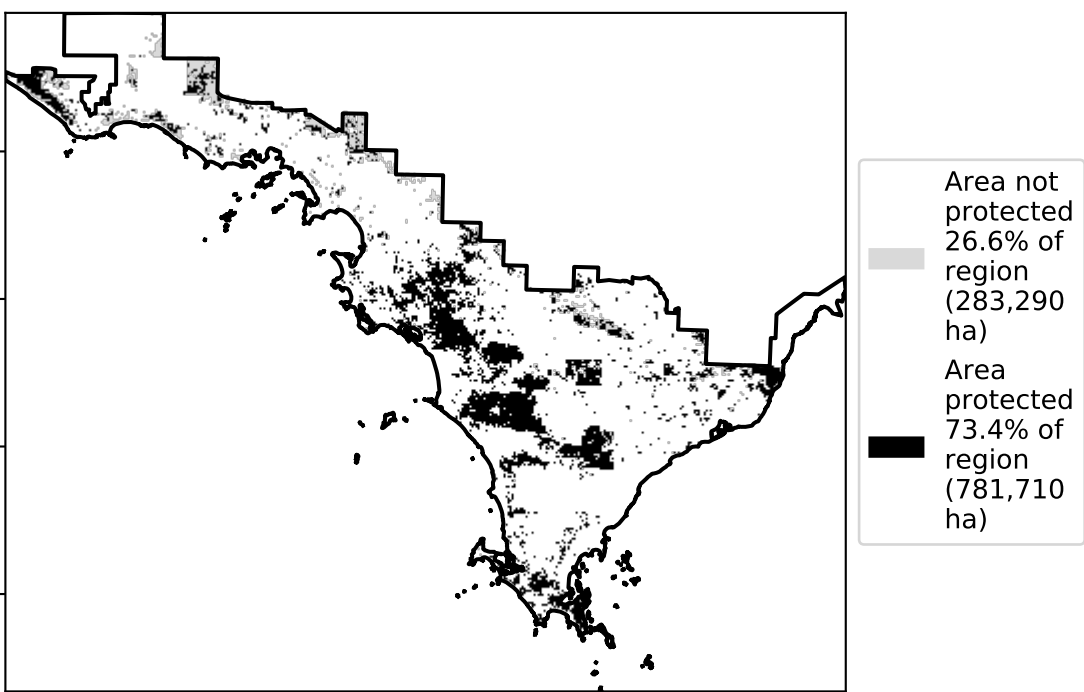 Area not
protected
26.6% of
region
(283,290
ha)
Area
protected
73.4% of
region
(781,710
ha)